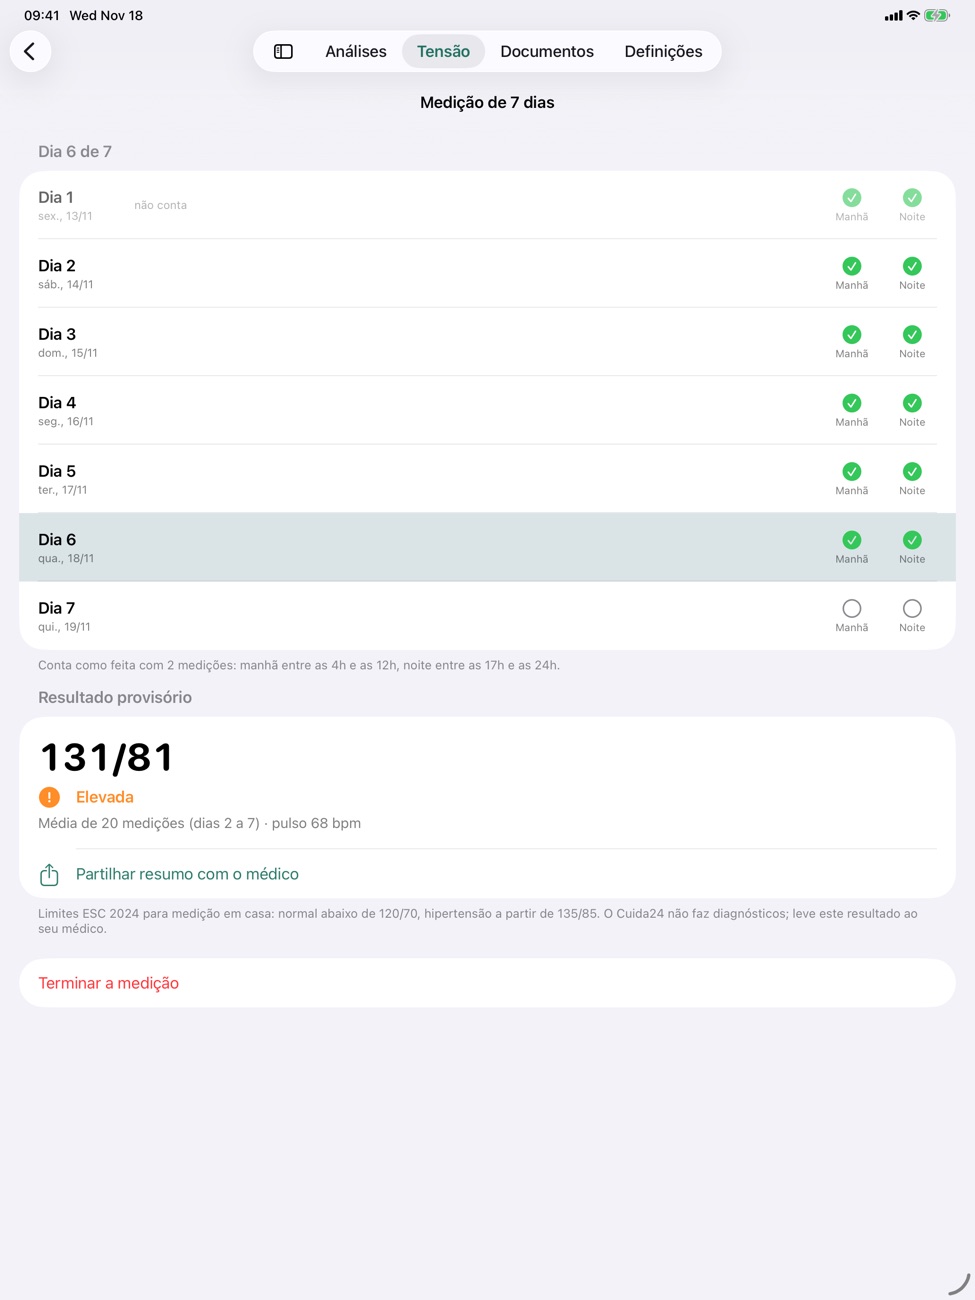 09:41 Wed Nov 18
Análises Tensão Documentos Definições
Medição de 7 dias
Dia 6 de 7
Dia 1
sex., 13/11
não conta
Manhã Noite
Dia 2
sáb., 14/11
Manhã Noite
Dia 3
dom., 15/11
Manhã Noite
Dia 4
seg., 16/11
Manhã Noite
Dia 5
ter., 17/11
Manhã Noite
Dia 6
qua., 18/11
Manhã Noite
Dia 7
qui., 19/11
Manhã Noite
Conta como feita com 2 medições: manhã entre as 4h e as 12h, noite entre as 17h e as 24h.
Resultado provisório
131/81
Elevada
Média de 20 medições (dias 2 a 7) · pulso 68 bpm
Partilhar resumo com o médico
Limites ESC 2024 para medição em casa: normal abaixo de 120/70, hipertensão a partir de 135/85. O Cuida24 não faz diagnósticos; leve este resultado ao
seu médico.
Terminar a medição